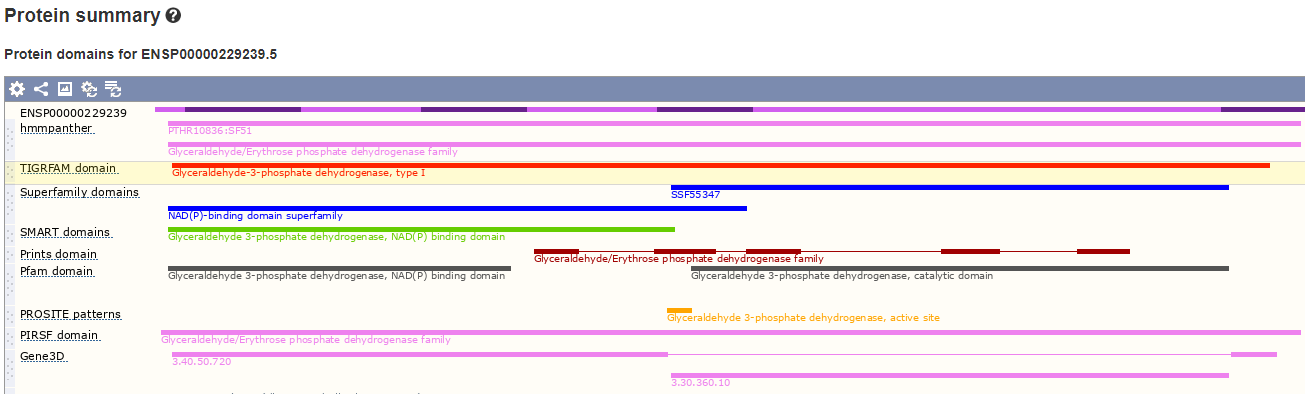 Protein summary ?
Protein domains for ENSP00000229239.5
ENSP00000229239
hmmpanther
PTHR10836:SF51
Glyceraldehyde/Erythrose phosphate dehydrogenase family
TIGRFAM domain
Glyceraldehyde-3-phosphate dehydrogenase, type I
Superfamily domains
SSF55347
NAD(P)-binding domain superfamily
SMART domains
Glyceraldehyde 3-phosphate dehydrogenase, NAD(P) binding domain
Prints domain
Glyceraldehyde/Erythrose phosphate dehydrogenase family
Pfam domain
Glyceraldehyde 3-phosphate dehydrogenase, NAD(P) binding domain
Glyceraldehyde 3-phosphate dehydrogenase, catalytic domain
PROSITE patterns
Glyceraldehyde 3-phosphate dehydrogenase, active site
PIRSF domain
Glyceraldehyde/Erythrose phosphate dehydrogenase family
Gene3D
3.40.50.720
3.30.360.10